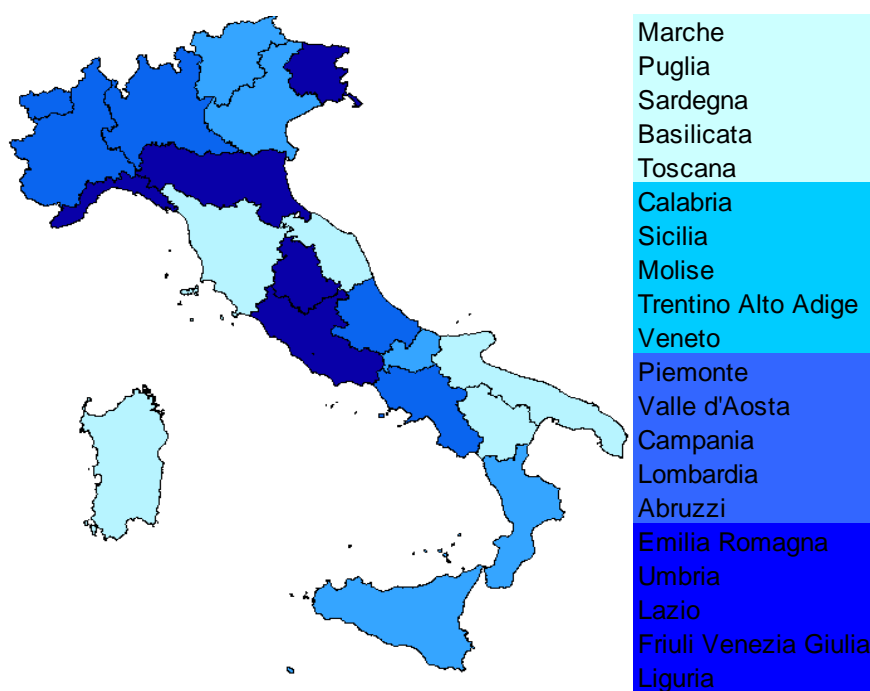 Marche
Puglia
Sardegna
Basilicata
Toscana
Calabria
Sicilia
Molise
Trentino Alto Adige
Veneto
Piemonte
Valle d'Aosta
Campania
Lombardia
Abruzzi
Emilia Romagna
Umbria
Lazio
Friuli Venezia Giulia
Liguria